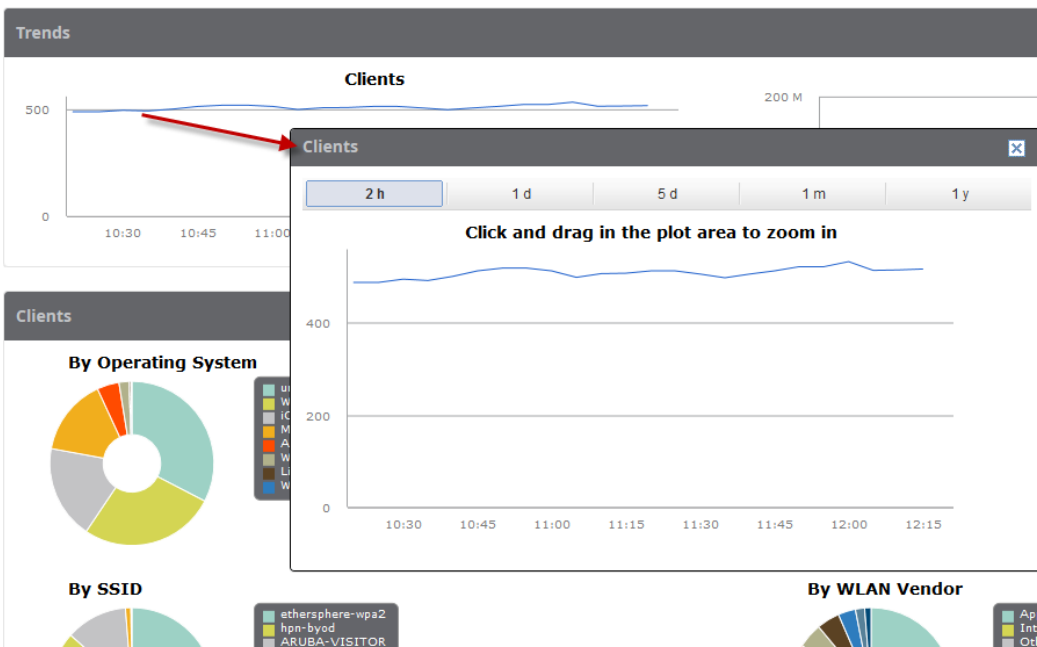 Trends
Clients
500
0
10:30 10:45 11:00
200 M
Clients
2 h 1 d 5 d 1 m 1 y
Click and drag in the plot area to zoom in
400
200
0
10:30 10:45 11:00 11:15 11:30 11:45 12:00 12:15
Clients
By Operating System
By SSID
ethersphere-wpa2
hpn-byod
ARUBA-VISITOR
By WLAN Vendor